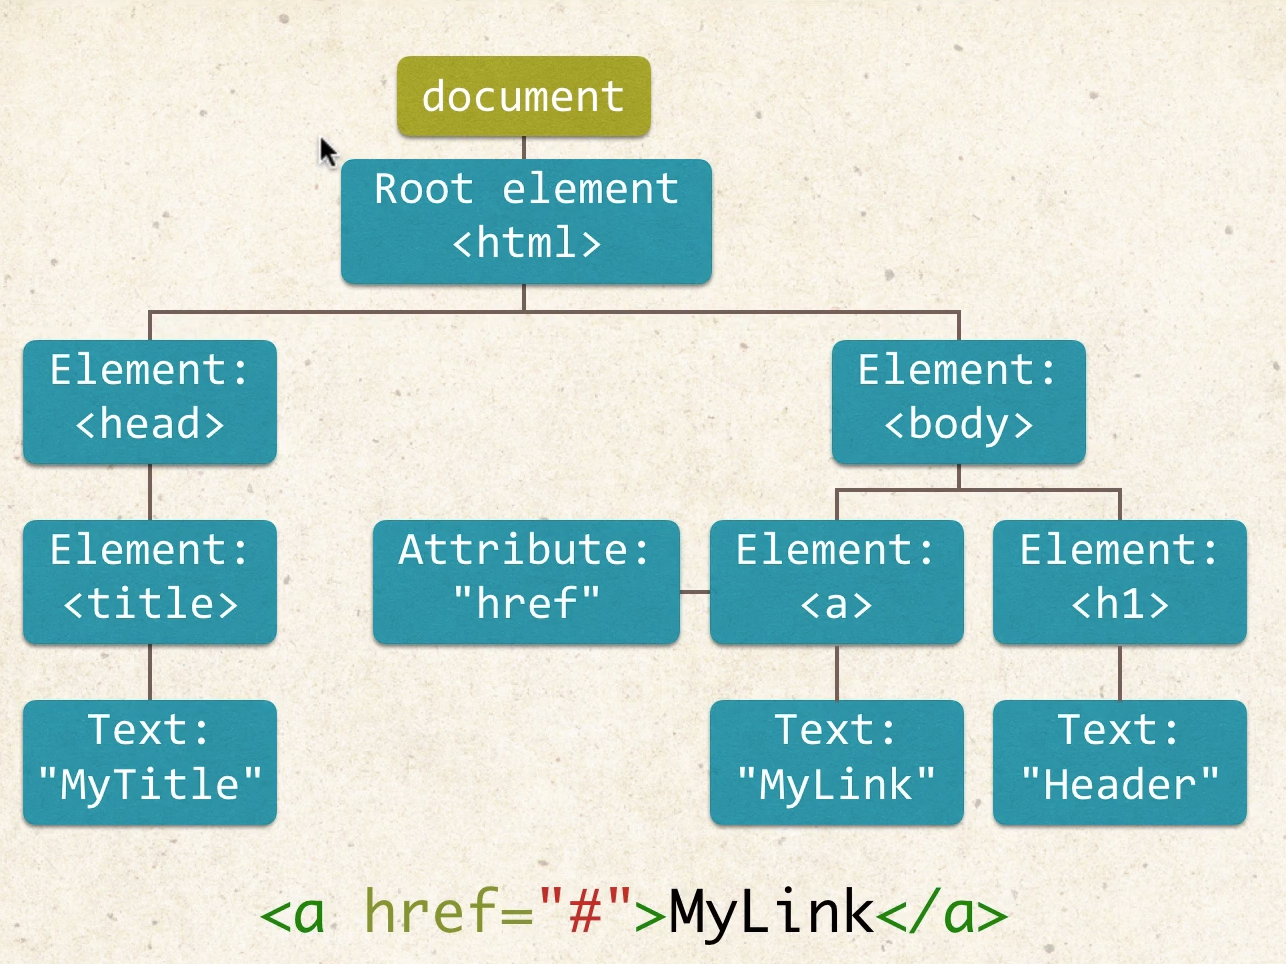 document
Root element
<html>
Element:
<head>
Element:
<body>
Element:
<title>
Attribute:
"href"
Element:
<a>
Element:
<h1>
Text:
"MyTitle"
Text:
"MyLink"
Text:
"Header"
<a href="#">MyLink</a>